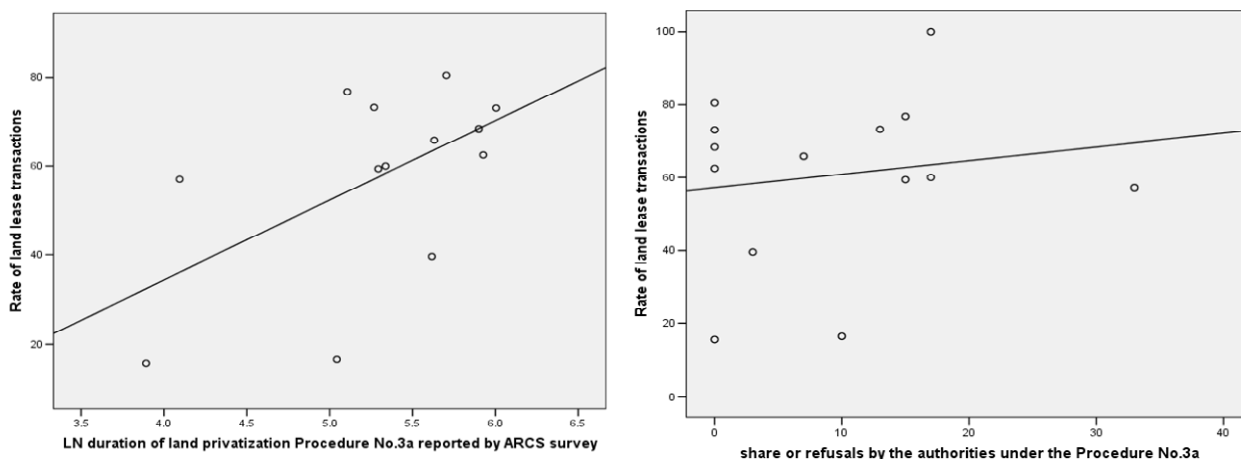 Rate of land lease transactions
80
60
40
20
3.5 4.0 4.5 5.0 5.5 6.0 6.5
LN duration of land privatization Procedure No.3a reported by ARCS survey
Rate of land lease transactions
100
80
60
40
20
0
0 10 20 30 40
share or refusals by the authorities under the Procedure No.3a